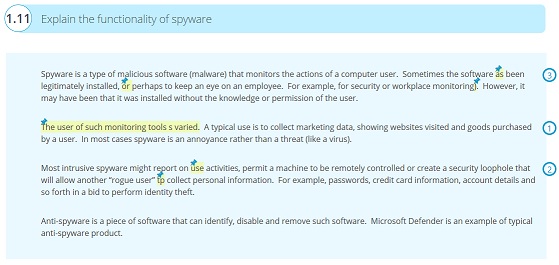 1.11 Explain the functionality of spyware
Spyware is a type of malicious software (malware) that monitors the actions of a computer user. Sometimes the software as been
legitimately installed, or perhaps to keep an eye on an employee. For example, for security or workplace monitoring). However, it
may have been that it was installed without the knowledge or permission of the user.
3
The user of such monitoring tools s varied. A typical use is to collect marketing data, showing websites visited and goods purchased
by a user. In most cases spyware is an annoyance rather than a threat (like a virus).
1
Most intrusive spyware might report on use activities, permit a machine to be remotely controlled or create a security loophole that
will allow another “rogue user” tp collect personal information. For example, passwords, credit card information, account details and
so forth in a bid to perform identity theft.
2
Anti-spyware is a piece of software that can identify, disable and remove such software. Microsoft Defender is an example of typical
anti-spyware product.